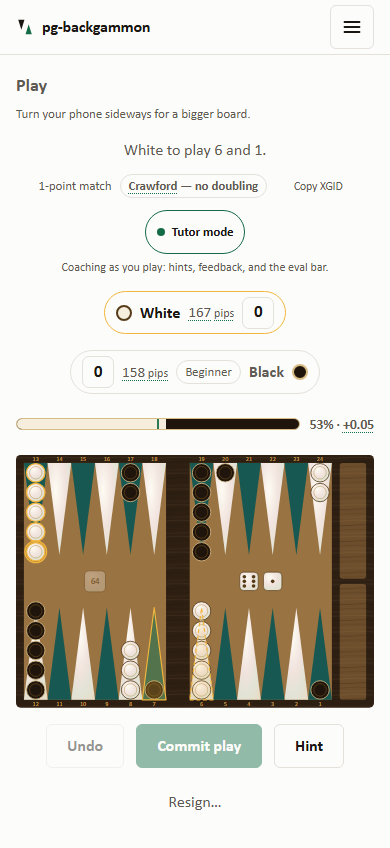 pg-backgammon
Play
Turn your phone sideways for a bigger board.
White to play 6 and 1.
1-point match Crawford — no doubling Copy XGID
Tutor mode
Coaching as you play: hints, feedback, and the eval bar.
White 167 pips 0
0 158 pips Beginner Black
53% · +0.05
13 14 15 16 17 18 19 20 21 22 23 24
64
12 11 10 9 8 7 6 5 4 3 2 1
Undo Commit play Hint
Resign...